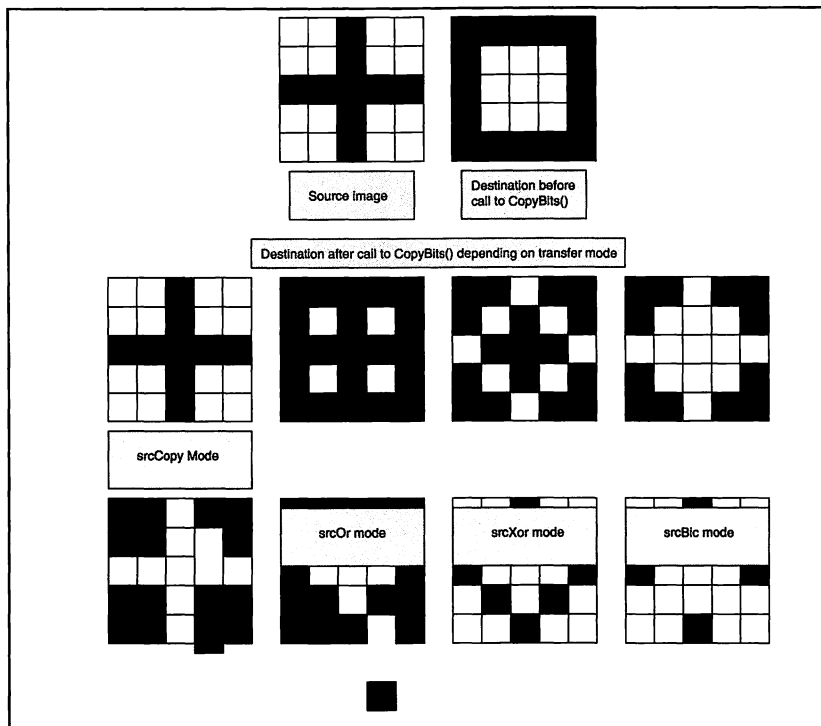 Source image
Destination before
call to CopyBits()
Destination after call to CopyBits() depending on transfer mode
srcCopy Mode
srcOr mode
srcXor mode
srcBic mode